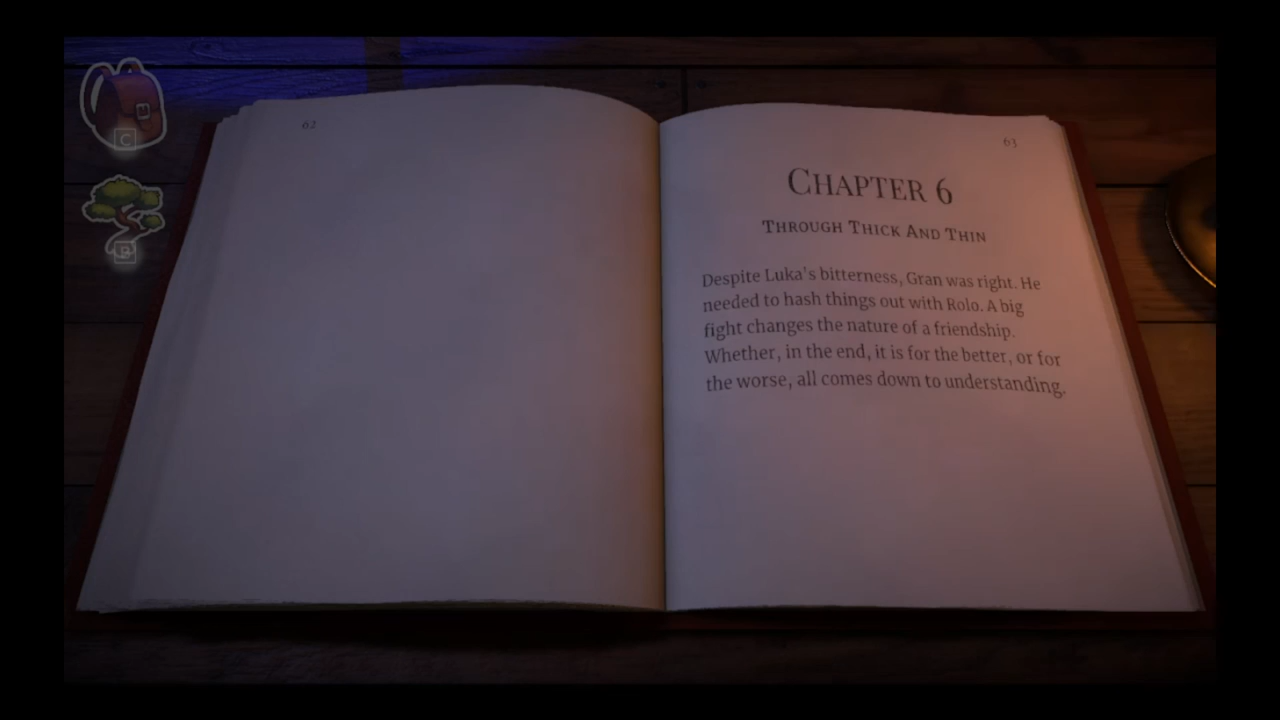 62
63
C
B
Chapter 6
Through Thick And Thin
Despite Luka's bitterness, Gran was right. He
needed to hash things out with Rolo. A big
fight changes the nature of a friendship.
Whether, in the end, it is for the better, or for
the worse, all comes down to understanding.